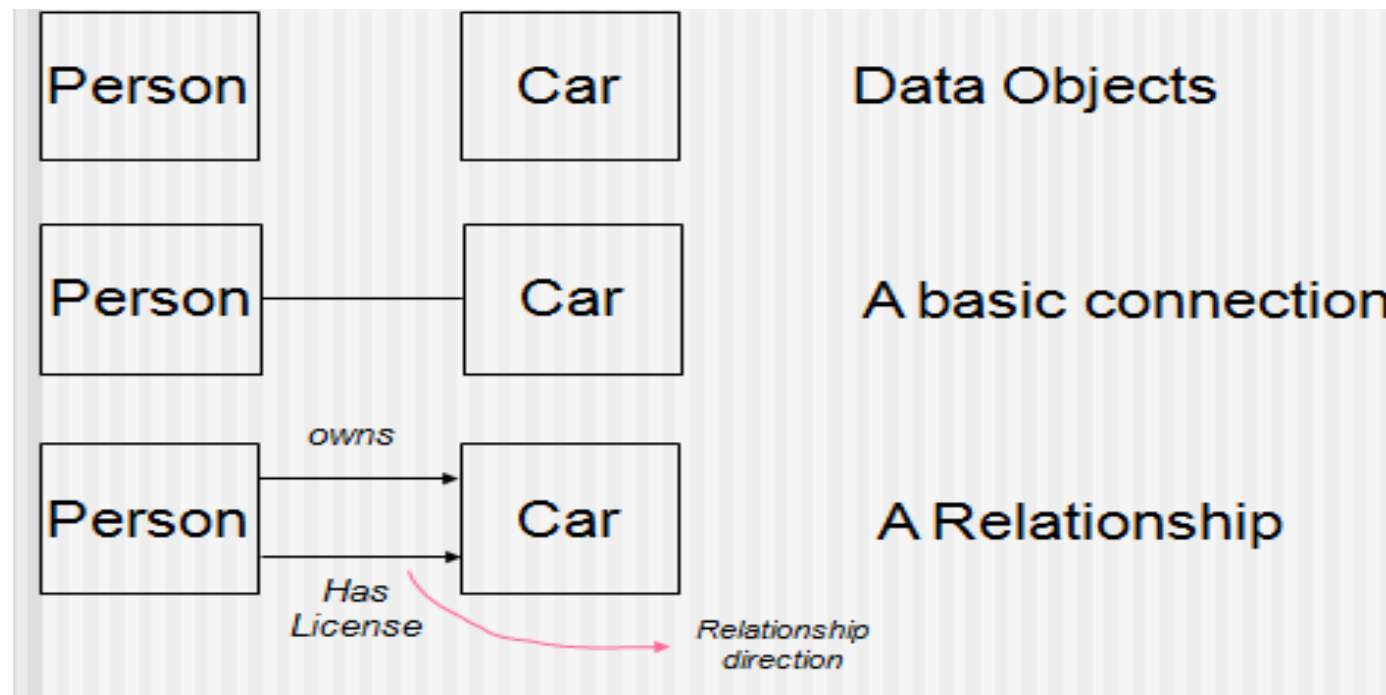 Person Car Data Objects
Person Car A basic connection
owns
Person Car A Relationship
Has
License
Relationship
direction